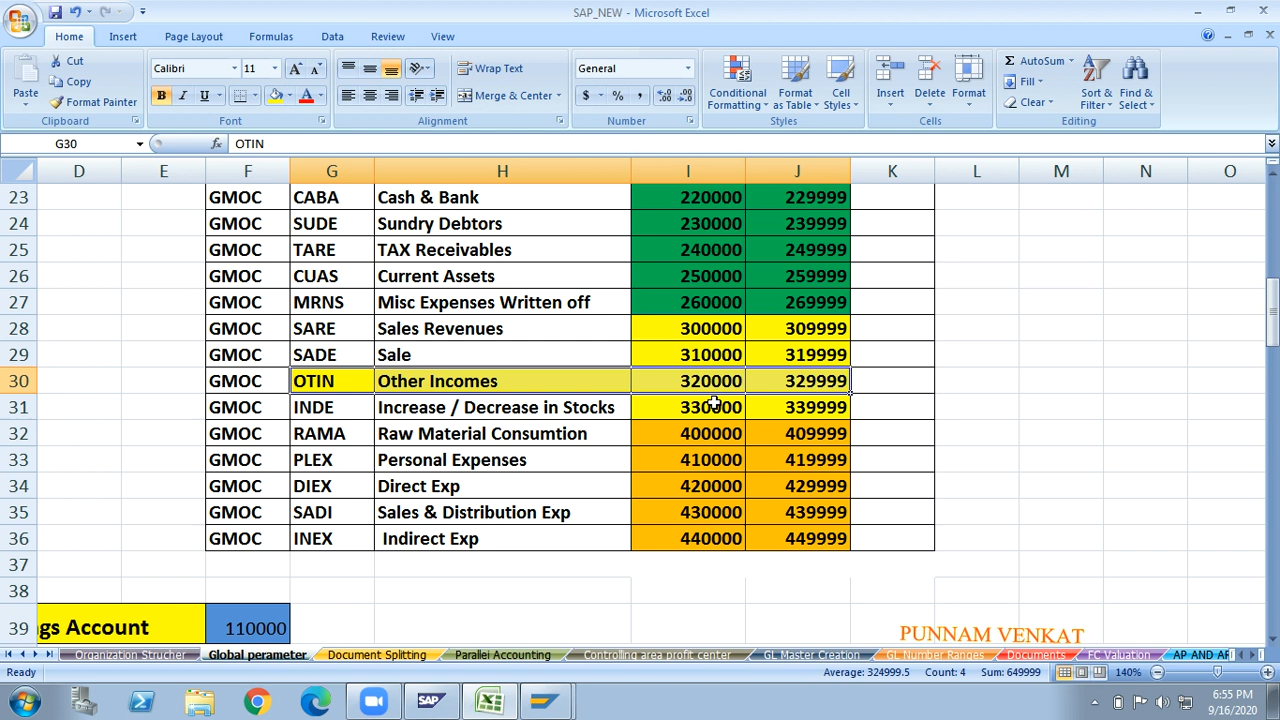 SAP_NEW - Microsoft Excel
Home Insert Page Layout Formulas Data Review View
Cut
Copy
Format Painter
Paste
Clipboard
Calibri 11
B I U
Font
Wrap Text
Merge & Center
Alignment
General
$ % ,
Number
Conditional Formatting
Format as Table
Cell Styles
Styles
Insert Delete Format
Cells
AutoSum
Fill
Clear
Sort & Filter
Find & Select
Editing
G30 fx OTIN
D E F G H I J K L M N O
23 GMOC CABA Cash & Bank 220000 229999
24 GMOC SUDE Sundry Debtors 230000 239999
25 GMOC TARE TAX Receivables 240000 249999
26 GMOC CUAS Current Assets 250000 259999
27 GMOC MRNS Misc Expenses Written off 260000 269999
28 GMOC SARE Sales Revenues 300000 309999
29 GMOC SADE Sale 310000 319999
30 GMOC OTIN Other Incomes 320000 329999
31 GMOC INDE Increase / Decrease in Stocks 330000 339999
32 GMOC RAMA Raw Material Consumtion 400000 409999
33 GMOC PLEX Personal Expenses 410000 419999
34 GMOC DIEX Direct Exp 420000 429999
35 GMOC SADI Sales & Distribution Exp 430000 439999
36 GMOC INEX Indirect Exp 440000 449999
37
38
39 gs Account 110000
PUNNAM VENKAT
Organization Strucher Global perameter Document Splitting Parallel Accounting Controlling area profit center GL Master Creation GL Number Ranges Documents FC Valuation AP AND AR
Ready Average: 324999.5 Count: 4 Sum: 649999 140%
SAP
6:55 PM
9/16/2020